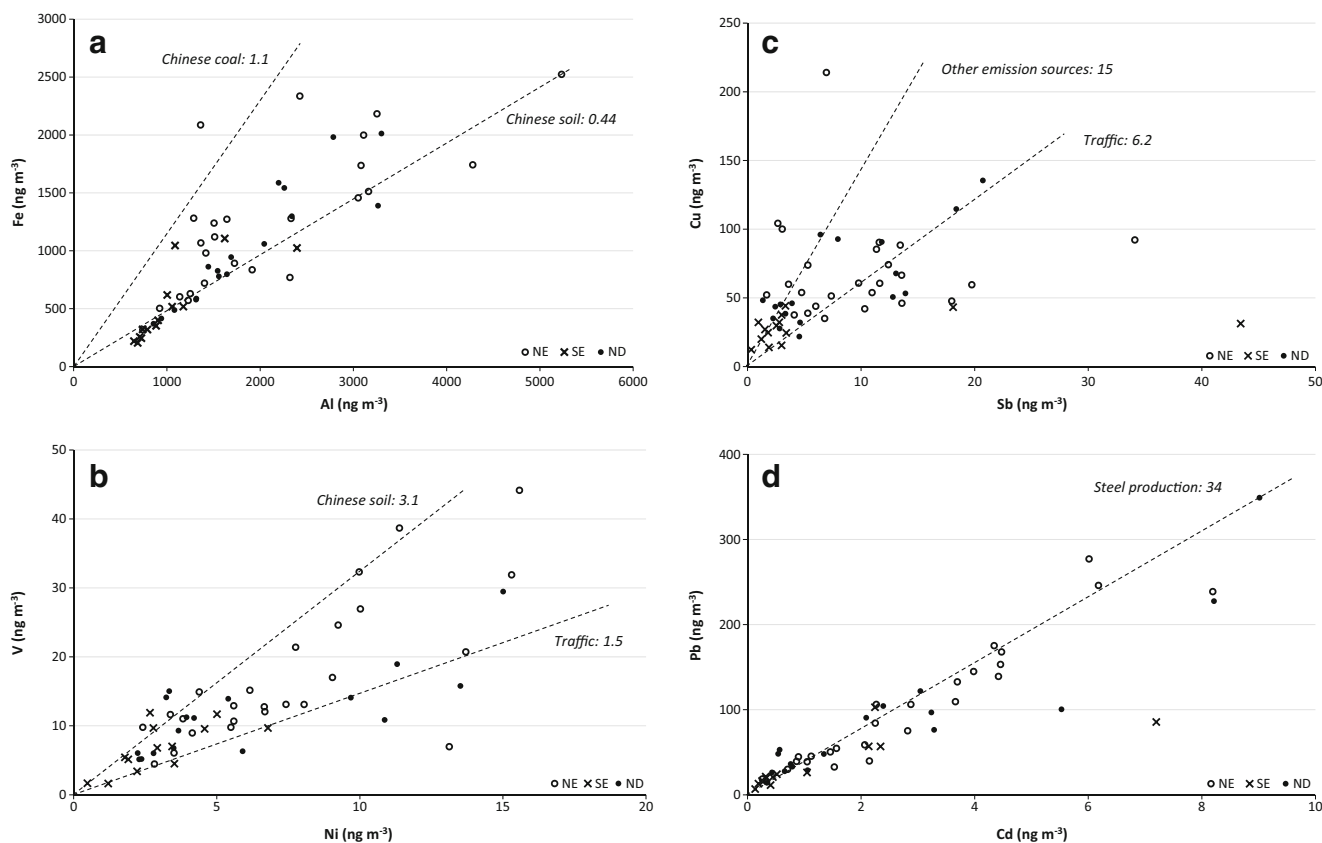 a
3000
2500
2000
1500
1000
500
0
Fe (ng m⁻³)
Chinese coal: 1.1
Chinese soil: 0.44
NE SE ND
0 1000 2000 3000 4000 5000 6000
Al (ng m⁻³)
c
250
200
150
100
50
0
Cu (ng m⁻³)
Other emission sources: 15
Traffic: 6.2
NE SE ND
0 10 20 30 40 50
Sb (ng m⁻³)
b
50
40
30
20
10
0
V (ng m⁻³)
Chinese soil: 3.1
Traffic: 1.5
NE SE ND
0 5 10 15 20
Ni (ng m⁻³)
d
400
300
200
100
0
Pb (ng m⁻³)
Steel production: 34
NE SE ND
0 2 4 6 8 10
Cd (ng m⁻³)